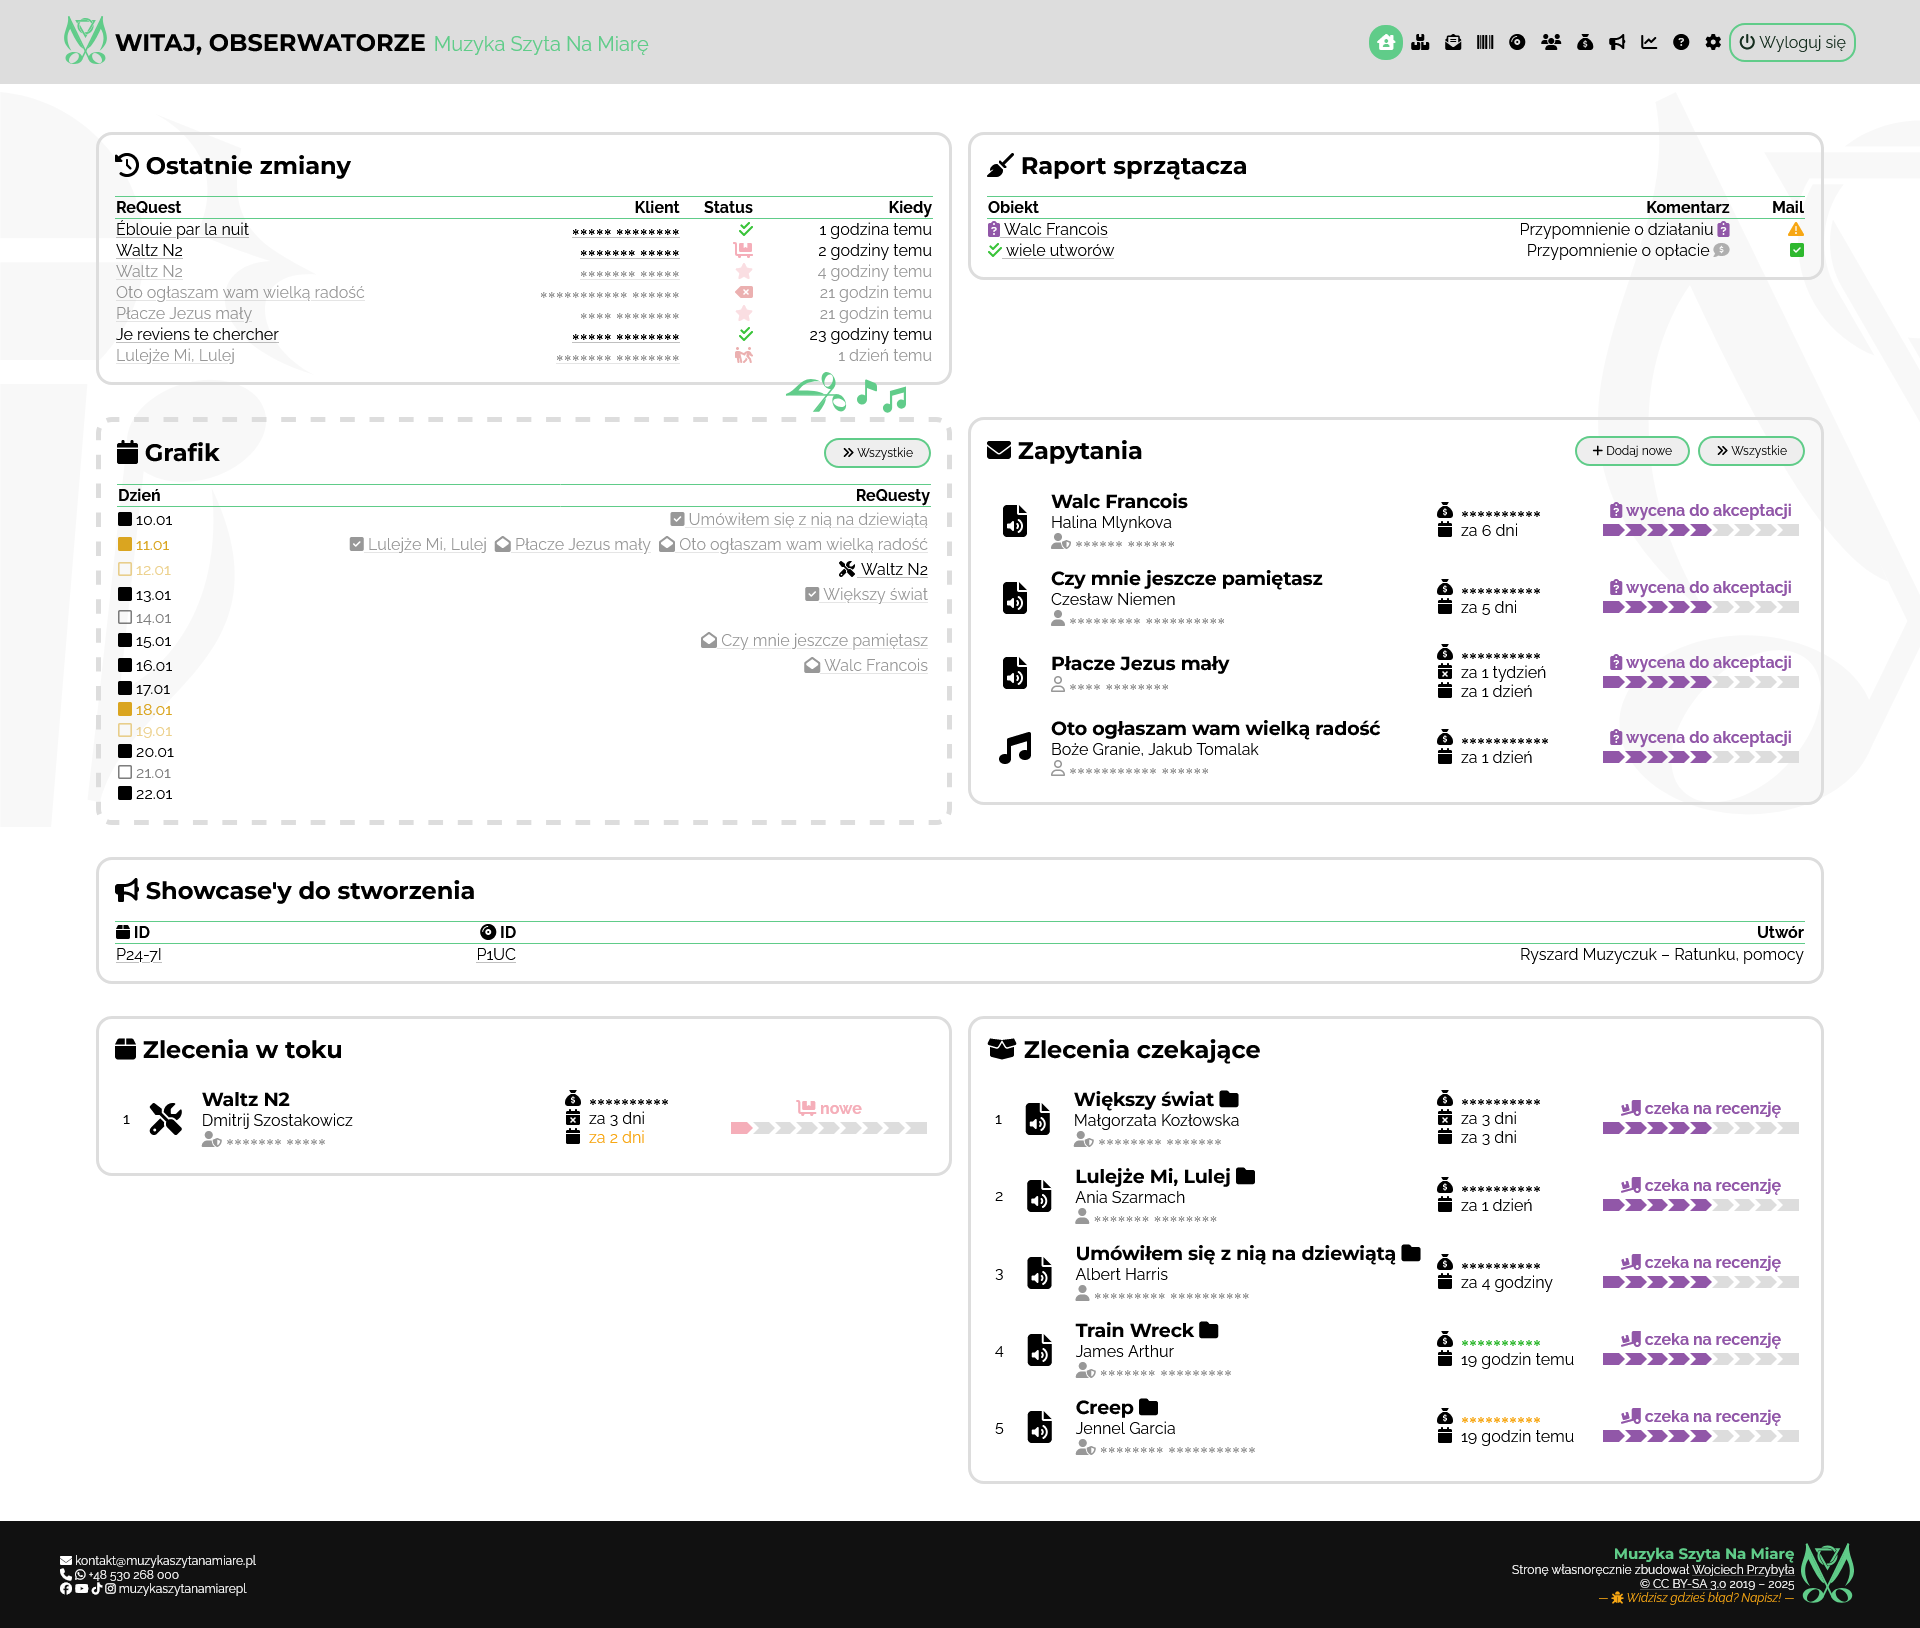 WITAJ, OBSERWATORZE Muzyka Szyta Na Miarę
Wyloguj się
Ostatnie zmiany
ReQuest Klient Status Kiedy
Éblouie par la nuit ***** ******** 1 godzina temu
Waltz N2 ******* ***** 2 godziny temu
Waltz N2 ******* ***** 4 godziny temu
Oto ogłaszam wam wielką radość *********** ****** 21 godzin temu
Płacze Jezus mały **** ******** 21 godzin temu
Je reviens te chercher ***** ******** 23 godziny temu
Lulejże Mi, Lulej ******* ******** 1 dzień temu
Raport sprzątacza
Obiekt Komentarz Mail
Walc Francois Przypomnienie o działaniu
wiele utworów Przypomnienie o opłacie
Grafik
Wszystkie
Dzień ReQuesty
10.01 Umówiłem się z nią na dziewiątą
11.01 Lulejże Mi, Lulej Płacze Jezus mały Oto ogłaszam wam wielką radość
12.01 Waltz N2
13.01 Większy świat
14.01
15.01 Czy mnie jeszcze pamiętasz
16.01 Walc Francois
17.01
18.01
19.01
20.01
21.01
22.01
Zapytania
Dodaj nowe
Wszystkie
Walc Francois
Halina Mlynkova
****** ******
**********
za 6 dni
wycena do akceptacji
Czy mnie jeszcze pamiętasz
Czesław Niemen
********* **********
**********
za 5 dni
wycena do akceptacji
Płacze Jezus mały
**** ********
**********
za 1 tydzień
za 1 dzień
wycena do akceptacji
Oto ogłaszam wam wielką radość
Boże Granie, Jakub Tomalak
*********** ******
***********
za 1 dzień
wycena do akceptacji
Showcase'y do stworzenia
ID ID Utwór
P24-7I P1UC Ryszard Muzyczuk – Ratunku, pomocy
Zlecenia w toku
1
Waltz N2
Dmitrij Szostakowicz
******* *****
**********
za 3 dni
za 2 dni
nowe
Zlecenia czekające
1
Większy świat
Małgorzata Kozłowska
******** *******
**********
za 3 dni
za 3 dni
czeka na recenzję
2
Lulejże Mi, Lulej
Ania Szarmach
******* ********
**********
za 1 dzień
czeka na recenzję
3
Umówiłem się z nią na dziewiątą
Albert Harris
********* **********
**********
za 4 godziny
czeka na recenzję
4
Train Wreck
James Arthur
******* *********
**********
19 godzin temu
czeka na recenzję
5
Creep
Jennel Garcia
******** ***********
**********
19 godzin temu
czeka na recenzję
kontakt@muzykaszytanamiare.pl
+48 530 268 000
muzykaszytanamiarepl
Muzyka Szyta Na Miarę
Stronę własnoręcznie zbudował Wojciech Przybyła
© CC BY-SA 3.0 2019 – 2025
— Widzisz gdzieś błąd? Napisz! —